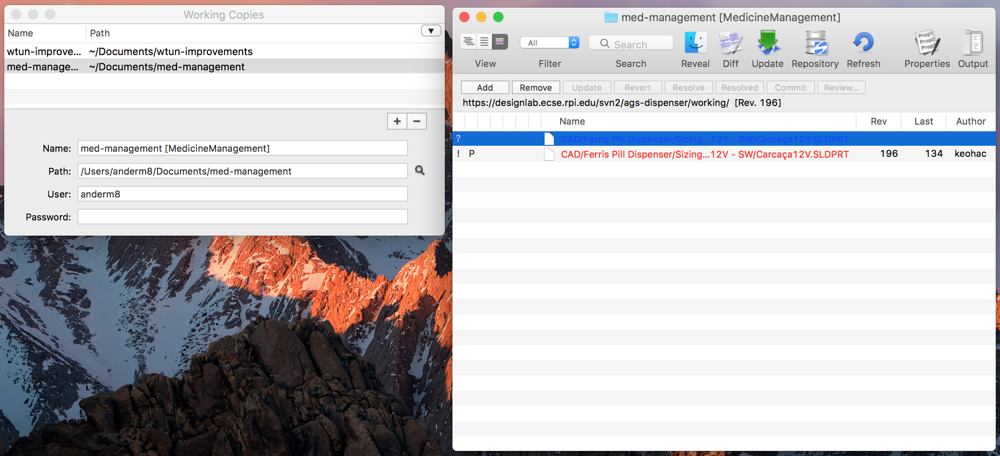 Working Copies
Name Path
▼
wtun-improve... ~/Documents/wtun-improvements
med-manage... ~/Documents/med-management
+ −
Name: med-management [MedicineManagement]
Path: /Users/anderm8/Documents/med-management
User: anderm8
Password:
med-management [MedicineManagement]
All Search
View Filter Search Reveal Diff Update Repository Refresh Properties Output
Prop1
Prop2
Prop3
Add Remove Update Revert Resolve Resolved Commit Review...
https://designlab.ecse.rpi.edu/svn2/ags-dispenser/working/ [Rev. 196]
Name Rev Last Author
? CAD/Ferris Pill Dispenser/Sizing...12V - SW/Carcaça12V.SLDPRT
! P CAD/Ferris Pill Dispenser/Sizing...12V - SW/Carcaça12V.SLDPRT 196 134 keohac